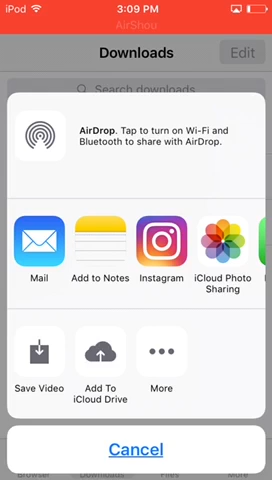 iPod 3:09 PM
AirShou
Downloads Edit
Search downloads
AirDrop. Tap to turn on Wi-Fi and
Bluetooth to share with AirDrop.
Mail Add to Notes Instagram iCloud Photo
Sharing
Save Video Add To More
iCloud Drive
Cancel
Browser Downloads Files More